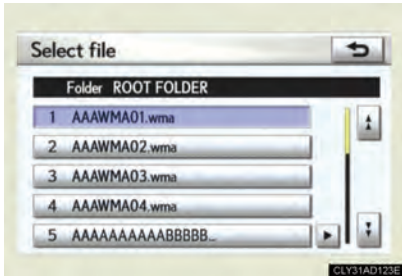 Select file
Folder ROOT FOLDER
1 AAAWMA01.wma
2 AAAWMA02.wma
3 AAAWMA03.wma
4 AAAWMA04.wma
5 AAAAAAAAAABBBBB...
CLY31AD123E